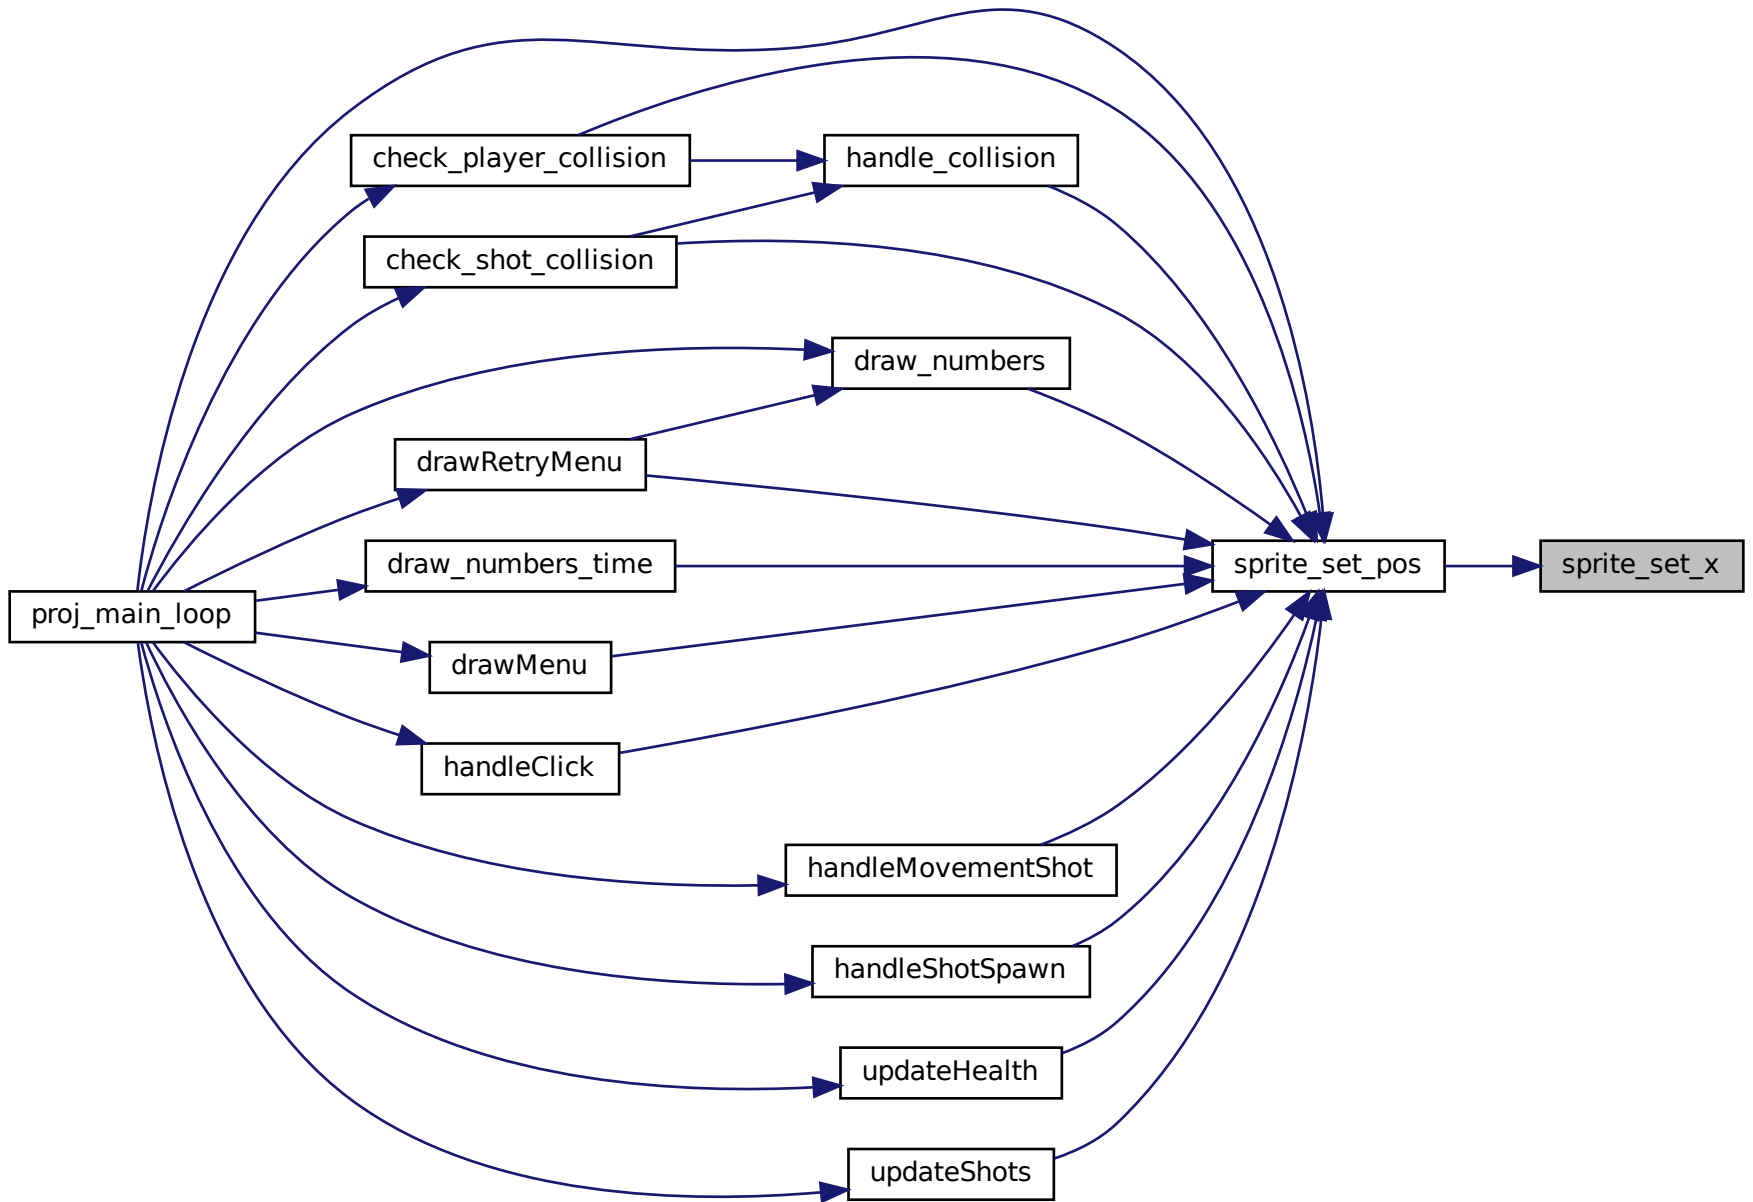 check_player_collision
handle_collision
check_shot_collision
draw_numbers
drawRetryMenu
draw_numbers_time
sprite_set_pos
sprite_set_x
proj_main_loop
drawMenu
handleClick
handleMovementShot
handleShotSpawn
updateHealth
updateShots